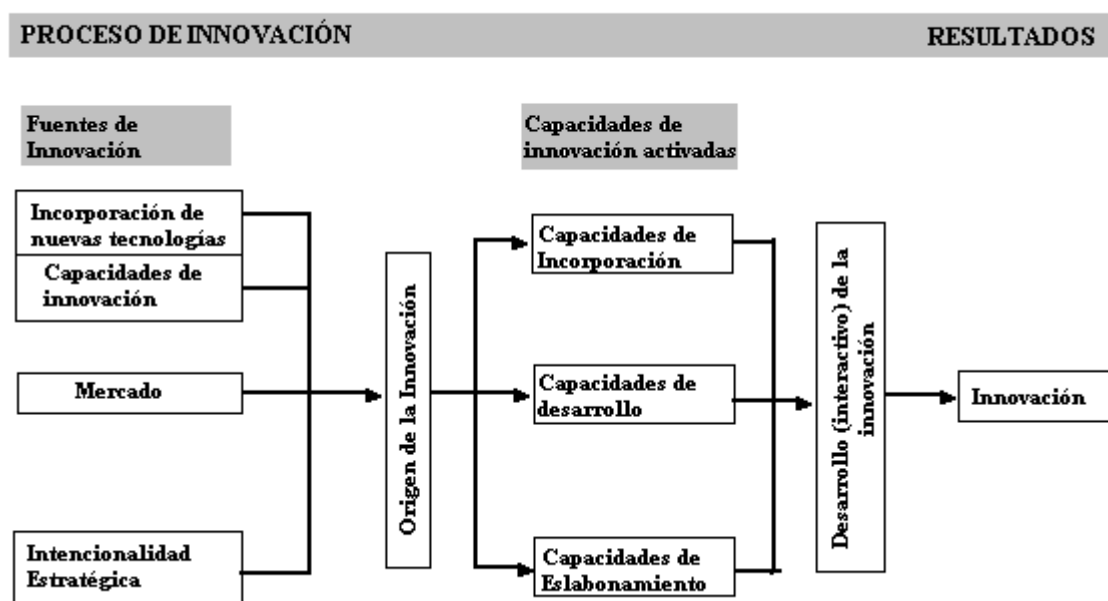 PROCESO DE INNOVACIÓN
RESULTADOS
Fuentes de
Innovación
Capacidades de
innovación activadas
Incorporación de
nuevas tecnologías
Capacidades de
innovación
Mercado
Intencionalidad
Estratégica
Origen de la Innovación
Capacidades de
Incorporación
Capacidades de
desarrollo
Capacidades de
Eslabonamiento
Desarrollo (interactivo) de la
innovación
Innovación